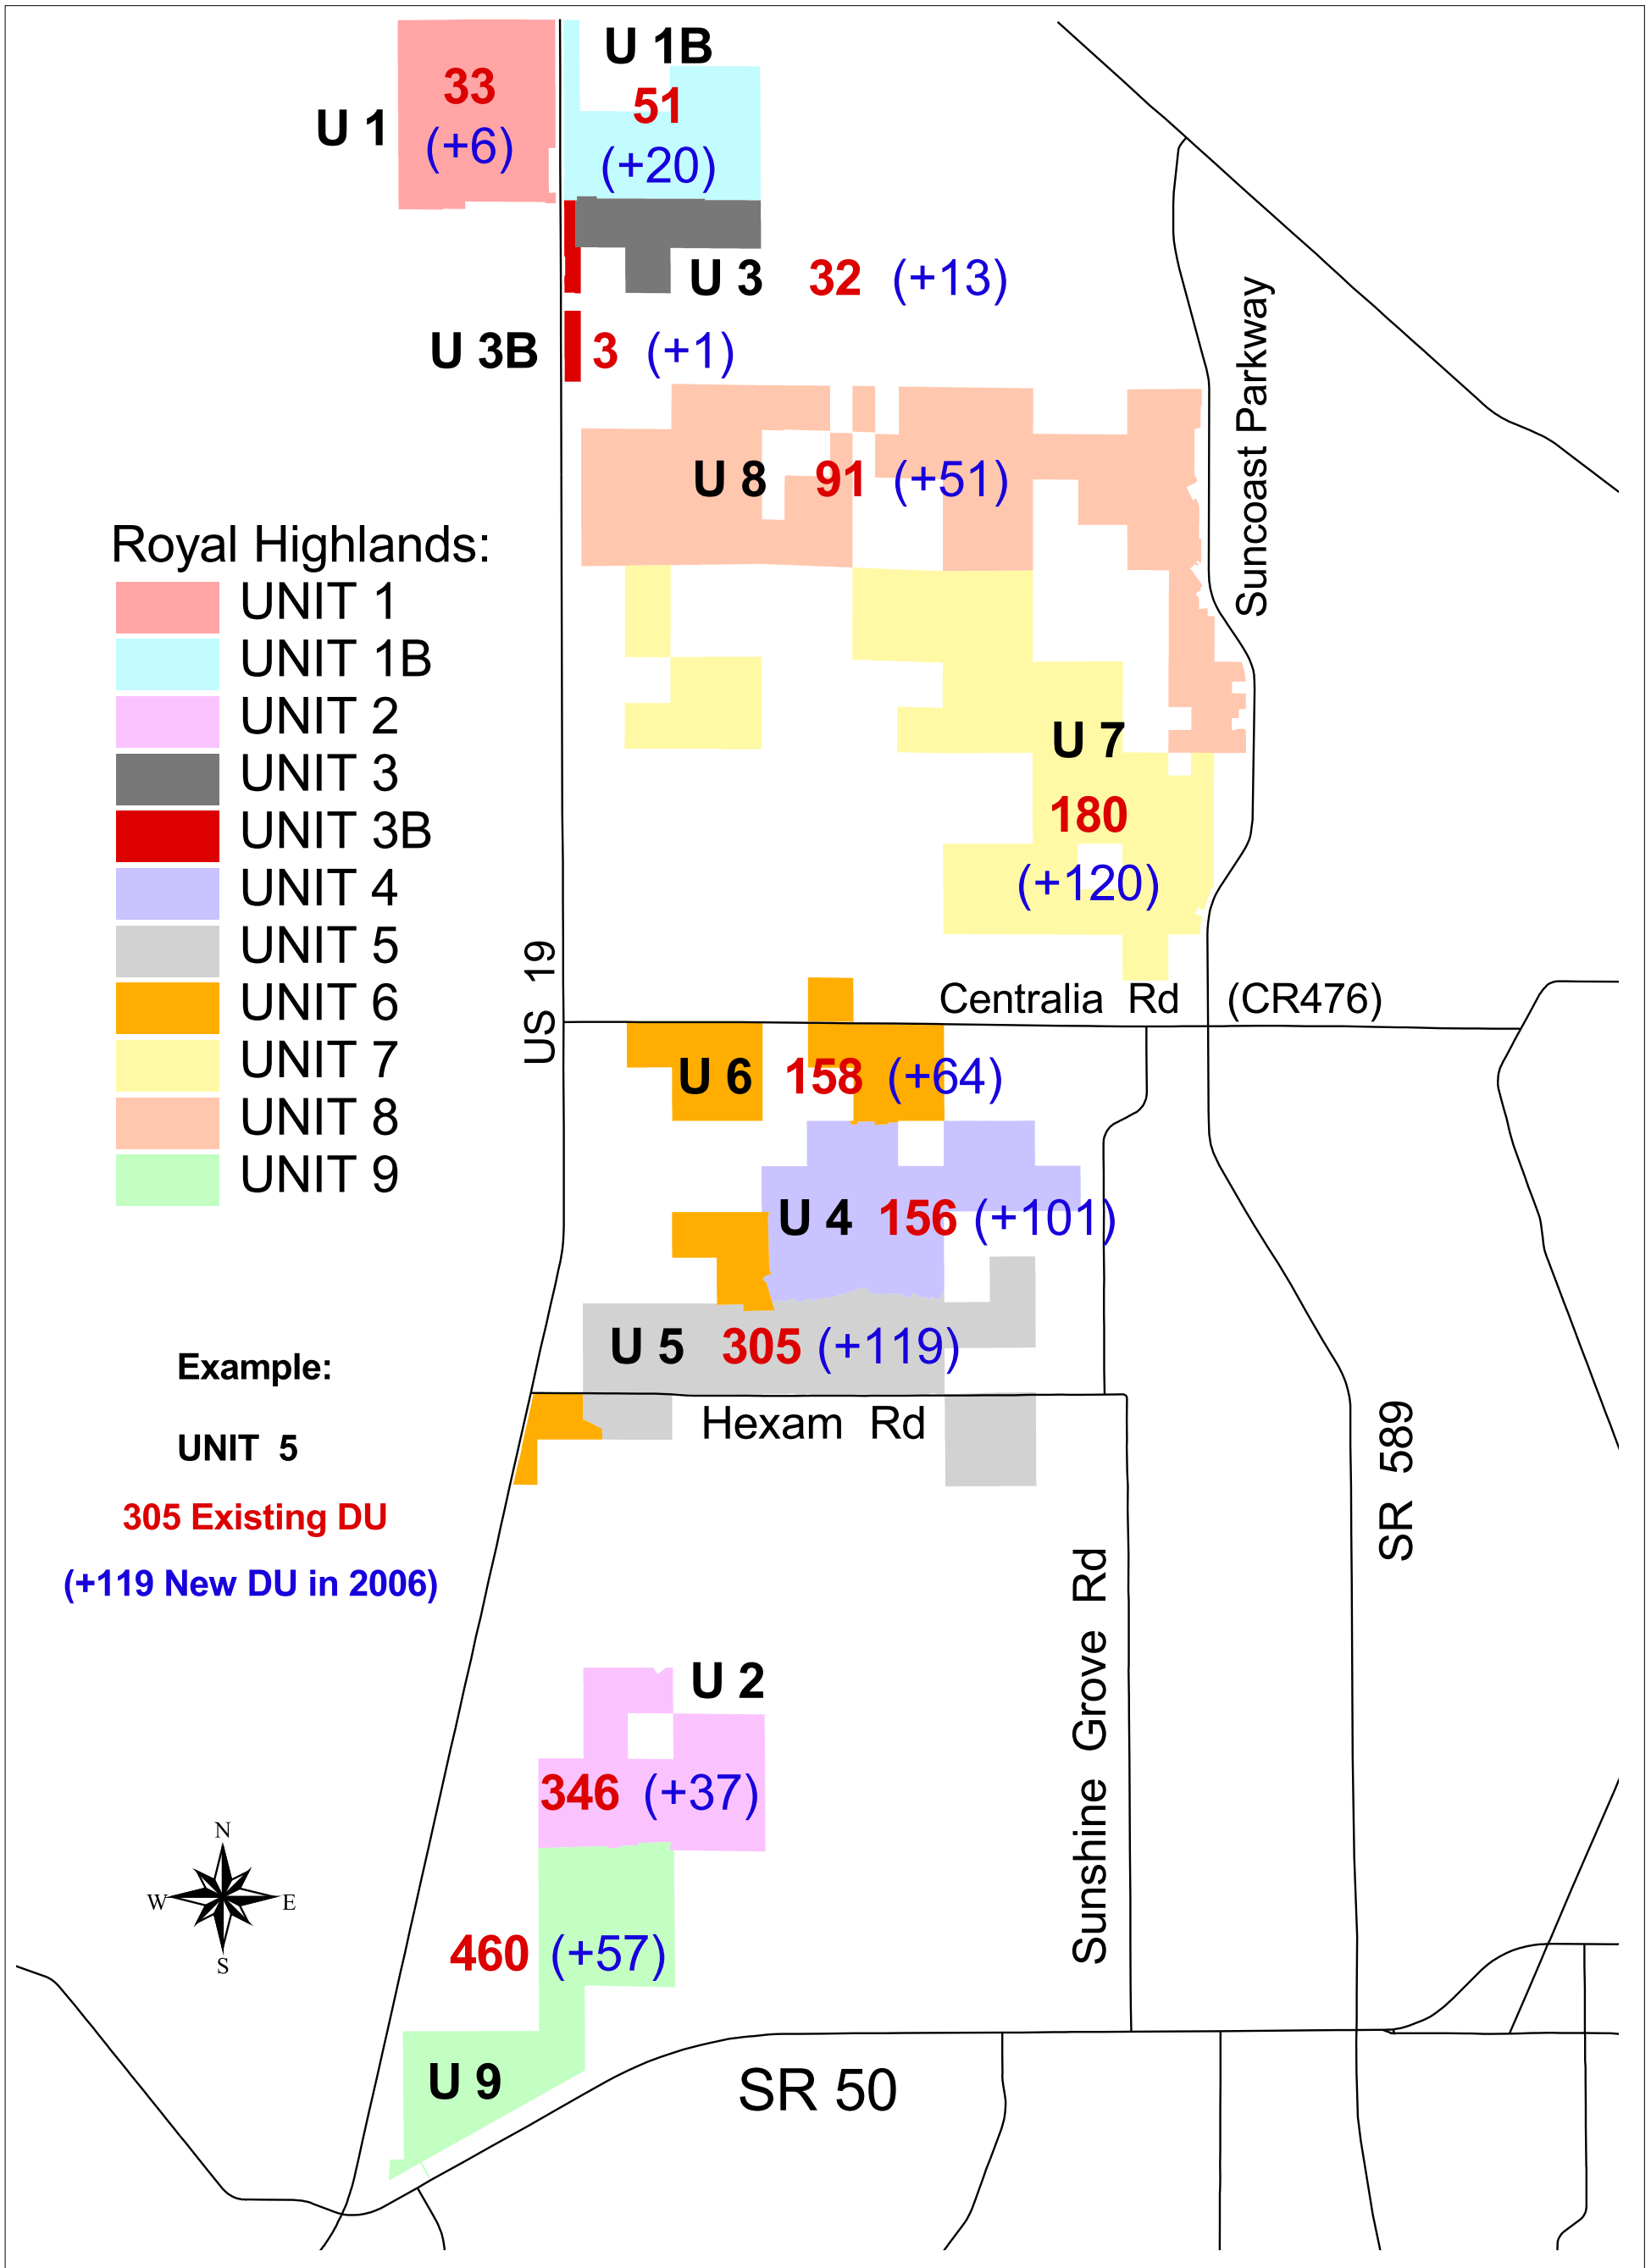 U 1B
33
51
U 1
(+6)
(+20)
U 3 32 (+13)
U 3B 3 (+1)
Suncoast Parkway
U 8 91 (+51)
Royal Highlands:
UNIT 1
UNIT 1B
UNIT 2
UNIT 3
UNIT 3B
UNIT 4
UNIT 5
UNIT 6
UNIT 7
UNIT 8
UNIT 9
U 7
180
(+120)
US 19
Centralia Rd (CR476)
U 6 158 (+64)
U 4 156 (+101)
U 5 305 (+119)
Hexam Rd
Example:
UNIT 5
305 Existing DU
(+119 New DU in 2006)
SR 589
Sunshine Grove Rd
U 2
346 (+37)
N
W E
S
460 (+57)
U 9
SR 50